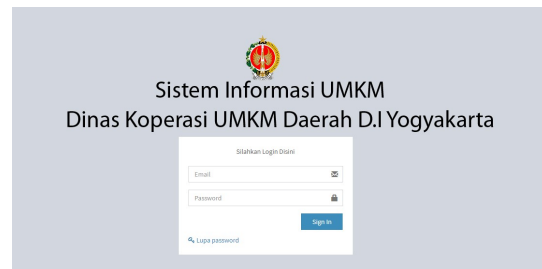 Sistem Informasi UMKM
Dinas Koperasi UMKM Daerah D.I Yogyakarta
Silahkan Login Disini
Email
Password
Sign In
Lupa password